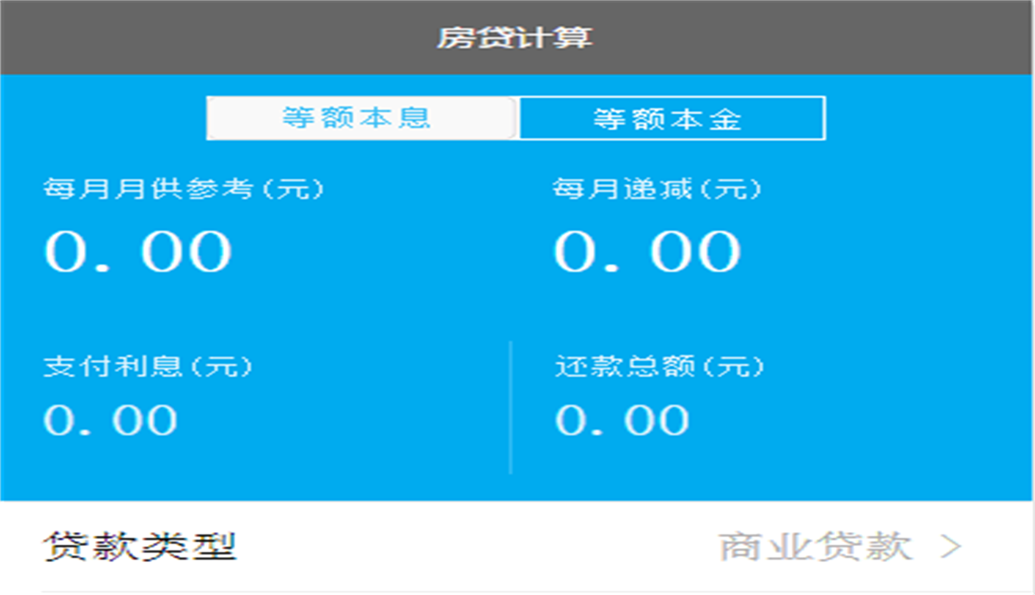 房贷计算
等额本息 等额本金
每月月供参考(元) 每月递减(元)
0.00 0.00
支付利息(元) 还款总额(元)
0.00 0.00
贷款类型 商业贷款 >